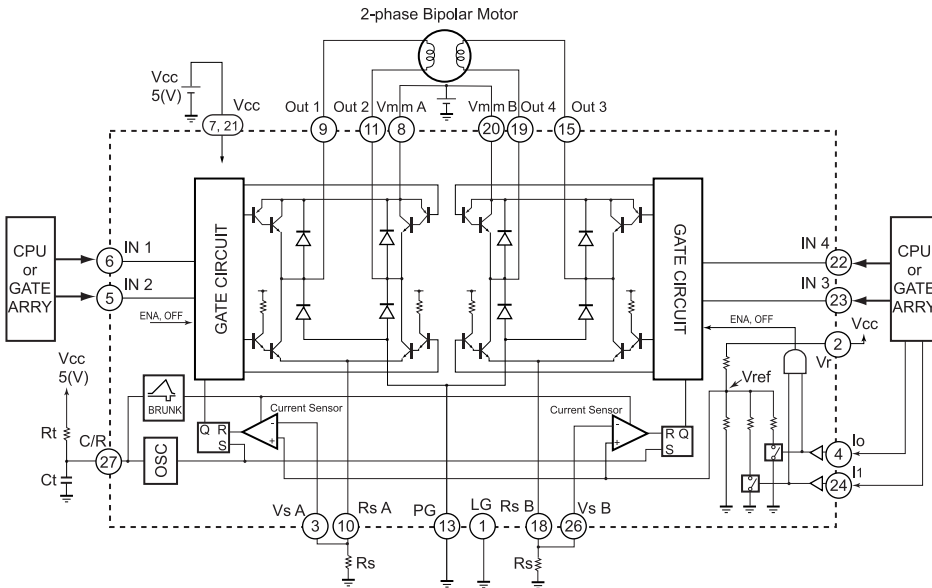 2-phase Bipolar Motor
Vcc
5(V)
Vcc
Out 1
Out 2
Vm m A
Vm m B
Out 4
Out 3
7, 21
9
11
8
20
19
15
CPU
or
GATE
ARRY
6
IN 1
5
IN 2
ENA, OFF
GATE CIRCUIT
GATE CIRCUIT
IN 4
22
IN 3
23
ENA, OFF
CPU
or
GATE
ARRY
Vcc
2
Vr
Vref
Vcc
5(V)
Rt
C/R
27
Ct
BRUNK
OSC
Q R
S
Current Sensor
-
+
Current Sensor
-
+
R Q
S
Io
4
I1
24
Vs A
3
Rs A
10
PG
13
LG
1
Rs B
18
Vs B
26
Rs
Rs